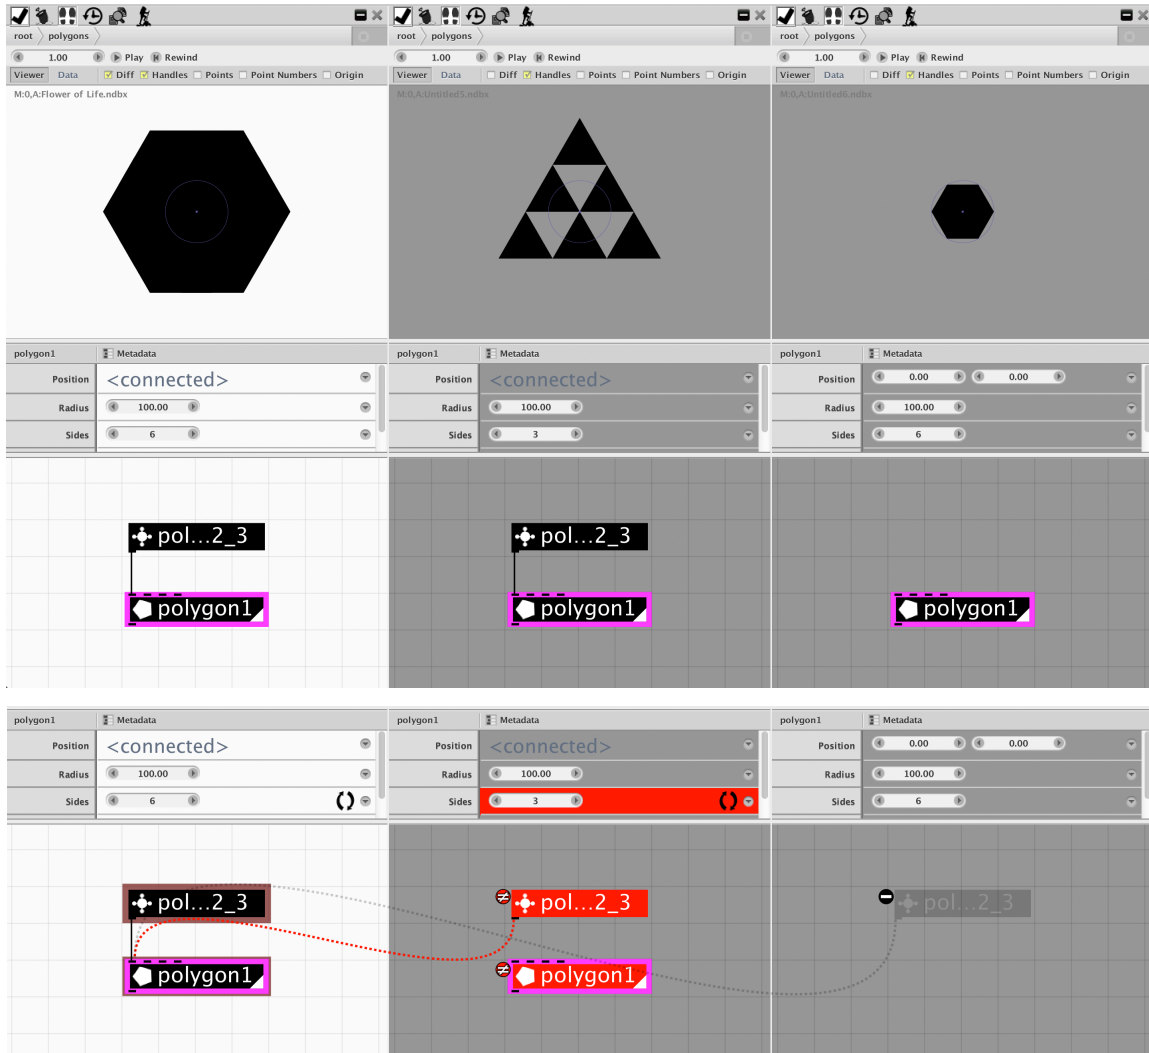 root polygons
1.00 Play Rewind
Viewer Data Diff Handles Points Point Numbers Origin
M:0,A:Flower of Life.ndbx
polygon1 Metadata
Position <connected>
Radius 100.00
Sides 6
pol...2_3
polygon1
root polygons
1.00 Play Rewind
Viewer Data Diff Handles Points Point Numbers Origin
M:0,A:Untitled5.ndbx
polygon1 Metadata
Position <connected>
Radius 100.00
Sides 3
pol...2_3
polygon1
root polygons
1.00 Play Rewind
Viewer Data Diff Handles Points Point Numbers Origin
M:0,A:Untitled6.ndbx
polygon1 Metadata
Position 0.00 0.00
Radius 100.00
Sides 6
polygon1
polygon1 Metadata
Position <connected>
Radius 100.00
Sides 6
pol...2_3
polygon1
polygon1 Metadata
Position <connected>
Radius 100.00
Sides 3
≠ pol...2_3
≠ polygon1
polygon1 Metadata
Position 0.00 0.00
Radius 100.00
Sides 6
pol...2_3